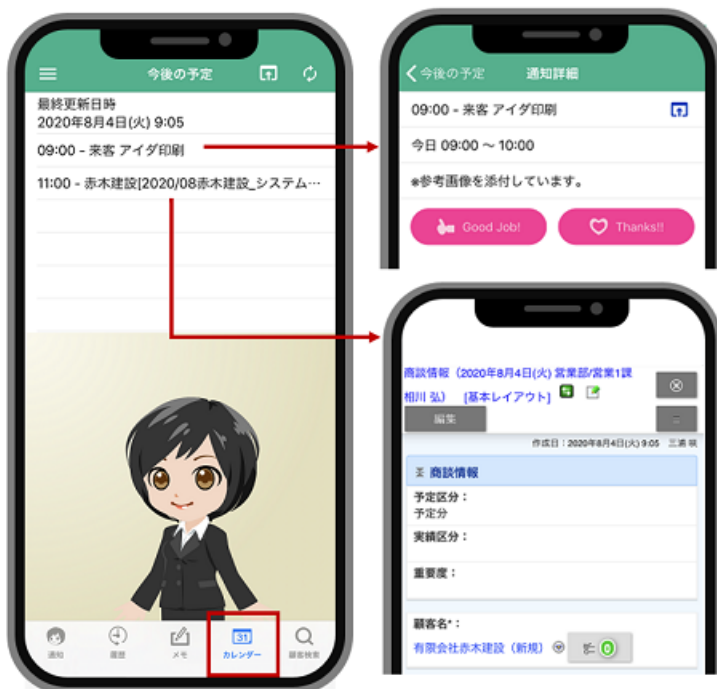 今後の予定
最終更新日時
2020年8月4日(火) 9:05
09:00 - 来客 アイダ印刷
11:00 - 赤木建設[2020/08赤木建設_システム…
通知
履歴
メモ
31
カレンダー
顧客検索
今後の予定
通知詳細
09:00 - 来客 アイダ印刷
今日 09:00 ～ 10:00
※参考画像を添付しています。
Good Job!
Thanks!!
商談情報（2020年8月4日(火) 営業部/営業1課
相川 弘） [基本レイアウト]
編集
作成日：2020年8月4日(火) 9:05 三浦 咲
商談情報
予定区分：
予定分
実績区分：
重要度：
顧客名*：
有限会社赤木建設（新規）
0